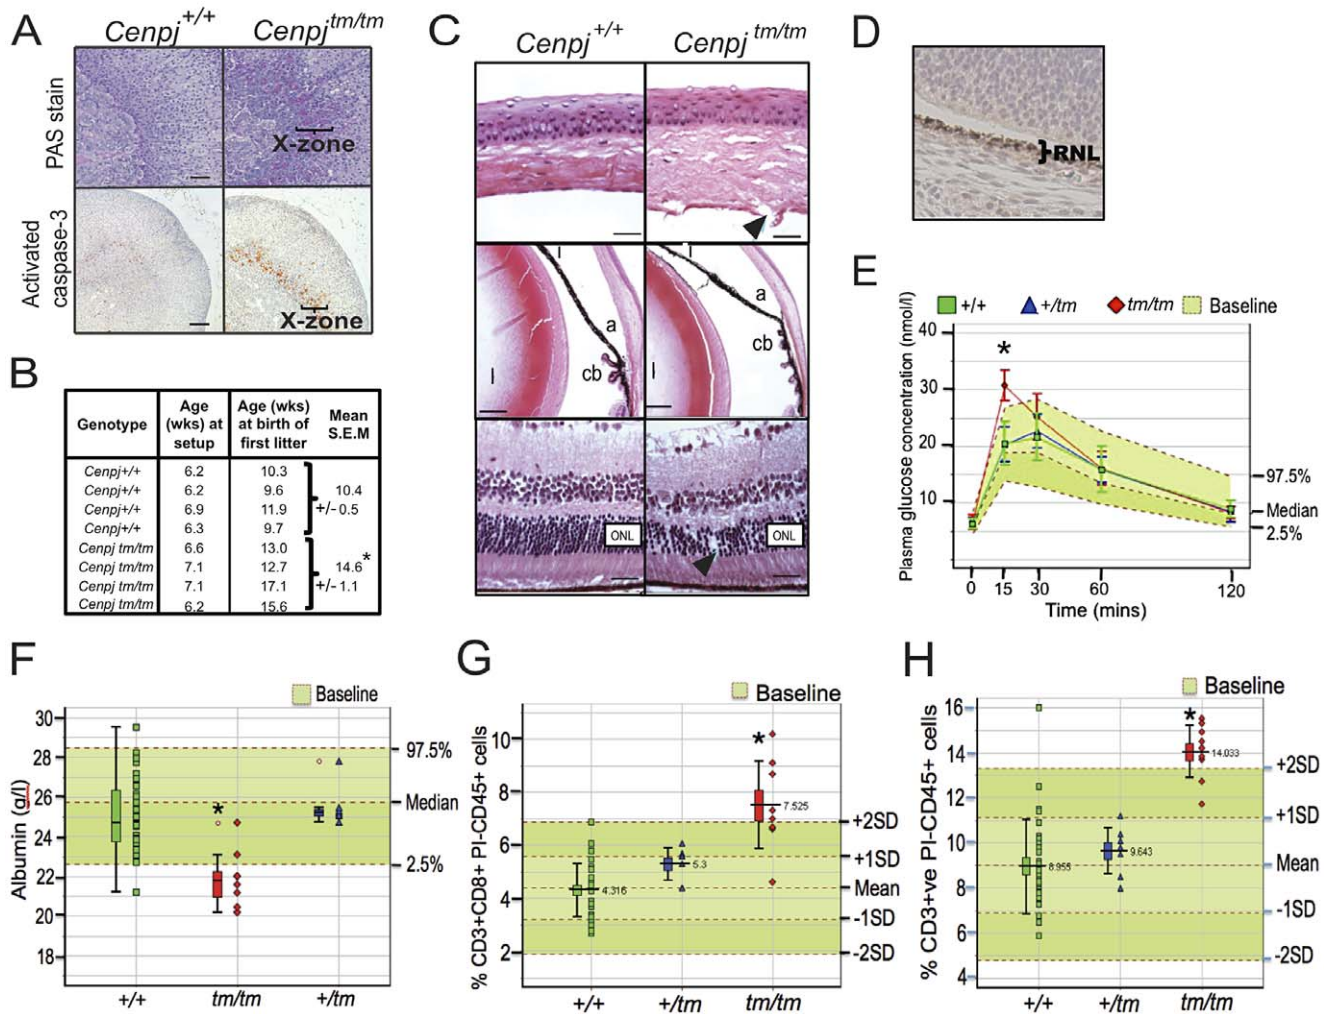 A
Cenpj+/+
Cenpj tm/tm
PAS stain
X-zone
Activated caspase-3
X-zone
B
Genotype Age (wks) at setup Age (wks) at birth of first litter Mean S.E.M
Cenpj+/+ 6.2 10.3
Cenpj+/+ 6.2 9.6 10.4
Cenpj+/+ 6.9 11.9 +/- 0.5
Cenpj+/+ 6.3 9.7
Cenpj tm/tm 6.6 13.0
Cenpj tm/tm 7.1 12.7 14.6*
Cenpj tm/tm 7.1 17.1 +/- 1.1
Cenpj tm/tm 6.2 15.6
C
Cenpj+/+
Cenpj tm/tm
l
l
a
a
cb
cb
l
l
ONL
ONL
D
RNL
E
+/+ +/tm tm/tm Baseline
Plasma glucose concentration (nmol/l)
40
30
20
10
*
97.5%
Median
2.5%
0 15 30 60 120
Time (mins)
F
Baseline
Albumin (g/l)
30
28
26
24
22
20
18
*
97.5%
Median
2.5%
+/+ tm/tm +/tm
G
Baseline
% CD3+CD8+ PI-CD45+ cells
10
8
6
4
2
*
4.316
5.3
7.525
+2SD
+1SD
Mean
-1SD
-2SD
+/+ +/tm tm/tm
H
Baseline
% CD3+ve PI-CD45+ cells
16
14
12
10
8
6
4
*
8.955
9.643
14.033
+2SD
+1SD
Mean
-1SD
-2SD
+/+ +/tm tm/tm